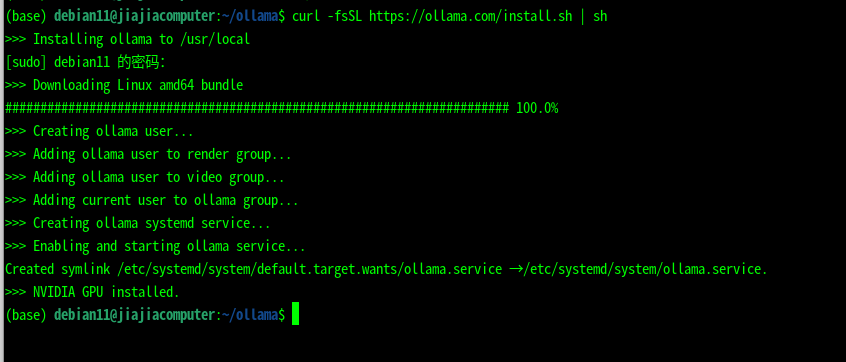 (base) debian11@jiajiacomputer:~/ollama$ curl -fsSL https://ollama.com/install.sh | sh
>>> Installing ollama to /usr/local
[sudo] debian11 的密码：
>>> Downloading Linux amd64 bundle
######################################################################## 100.0%
>>> Creating ollama user...
>>> Adding ollama user to render group...
>>> Adding ollama user to video group...
>>> Adding current user to ollama group...
>>> Creating ollama systemd service...
>>> Enabling and starting ollama service...
Created symlink /etc/systemd/system/default.target.wants/ollama.service →/etc/systemd/system/ollama.service.
>>> NVIDIA GPU installed.
(base) debian11@jiajiacomputer:~/ollama$